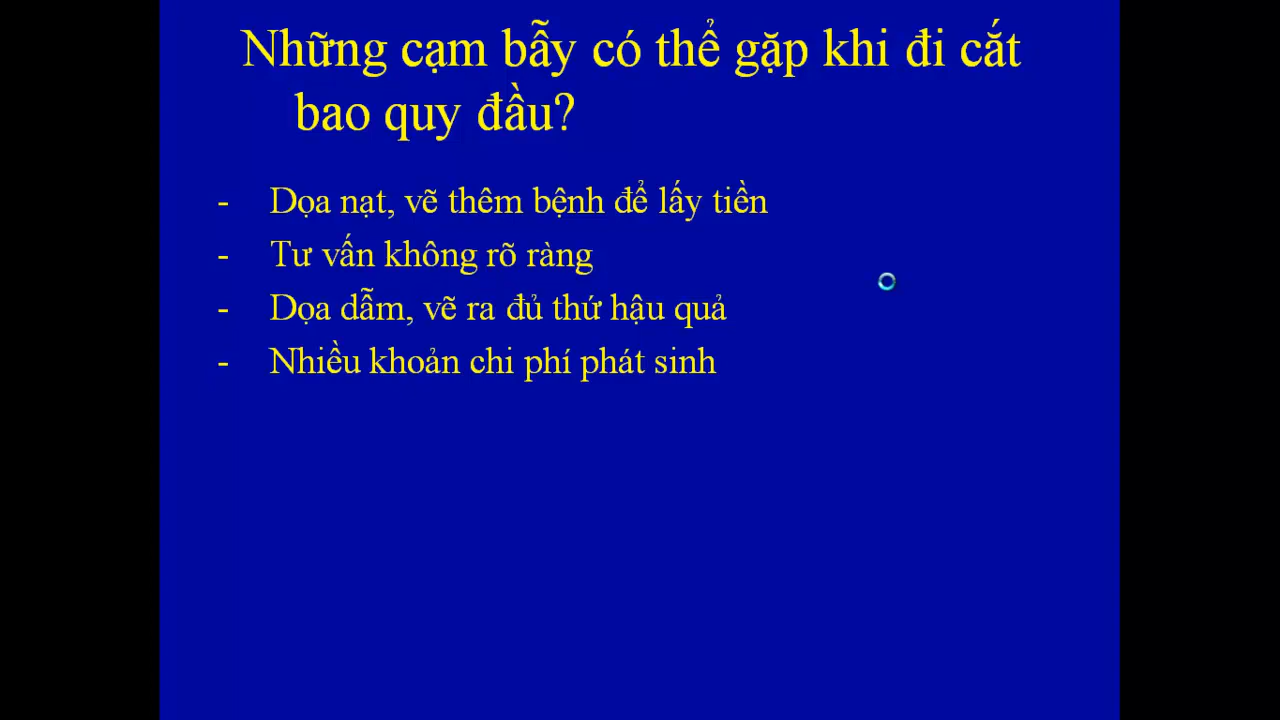 Những cạm bẫy có thể gặp khi đi cắt
bao quy đầu?
- Dọa nạt, vẽ thêm bệnh để lấy tiền
- Tư vấn không rõ ràng
- Dọa dẫm, vẽ ra đủ thứ hậu quả
- Nhiều khoản chi phí phát sinh